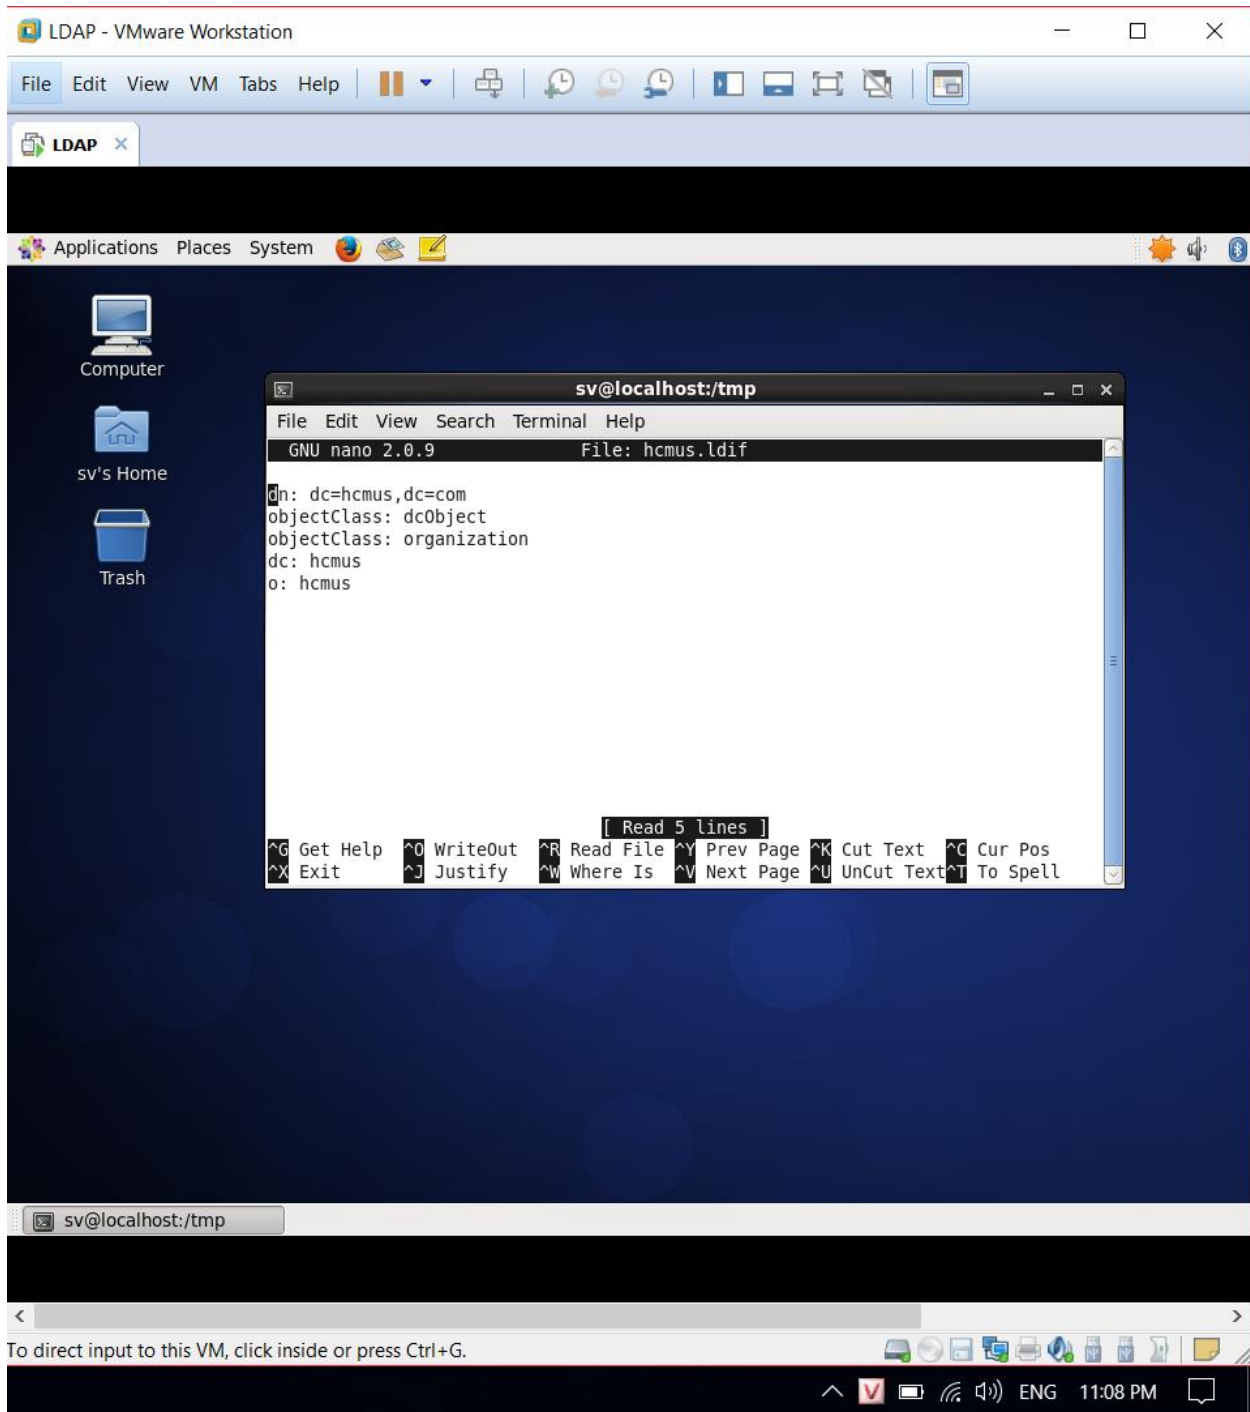 LDAP - VMware Workstation
File Edit View VM Tabs Help
LDAP
Applications Places System
Computer
sv's Home
Trash
sv@localhost:/tmp
File Edit View Search Terminal Help
GNU nano 2.0.9 File: hcmus.ldif
dn: dc=hcmus,dc=com
objectClass: dcObject
objectClass: organization
dc: hcmus
o: hcmus
[ Read 5 lines ]
^G Get Help ^O WriteOut ^R Read File ^Y Prev Page ^K Cut Text ^C Cur Pos
^X Exit ^J Justify ^W Where Is ^V Next Page ^U UnCut Text ^T To Spell
sv@localhost:/tmp
To direct input to this VM, click inside or press Ctrl+G.
V ENG 11:08 PM